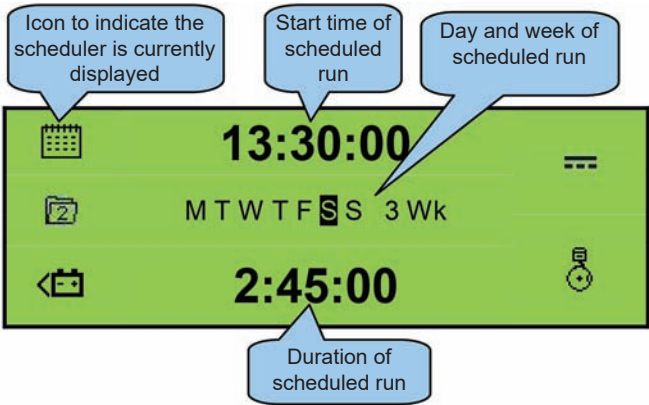 Icon to indicate the
scheduler is currently
displayed
Start time of
scheduled
run
Day and week of
scheduled run
13:30:00
2
M T W T F S S 3 Wk
2:45:00
Duration of
scheduled run